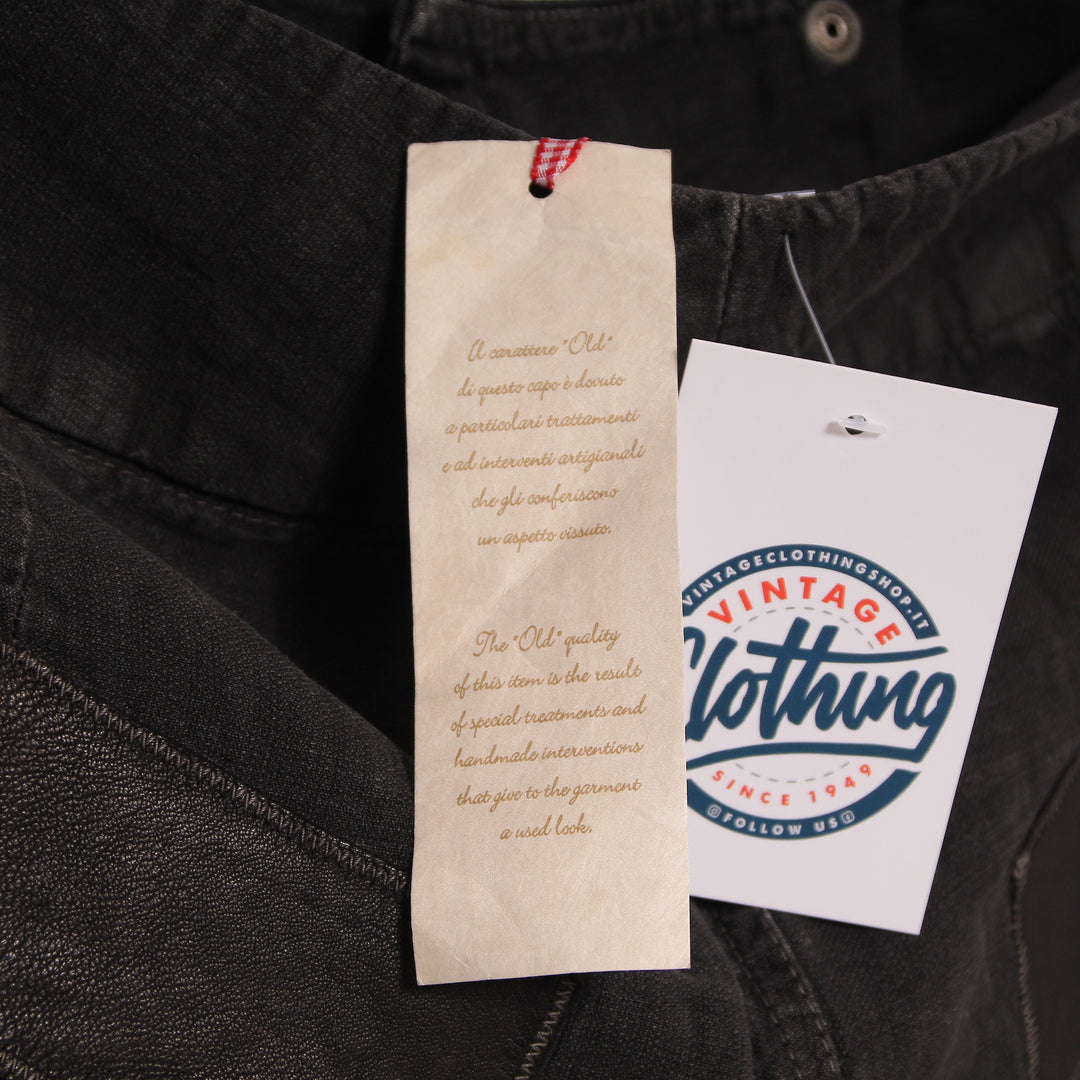 Il carattere "Old"
di questo capo è dovuto
a particolari trattamenti
e ad interventi artigianali
che gli conferiscono
un aspetto vissuto.
The "Old" quality
of this item is the result
of special treatments and
handmade interventions
that give to the garment
a used look.
VINTAGECLOTHINGSHOP.IT
VINTAGE
Clothing
SINCE 1949
FOLLOW US